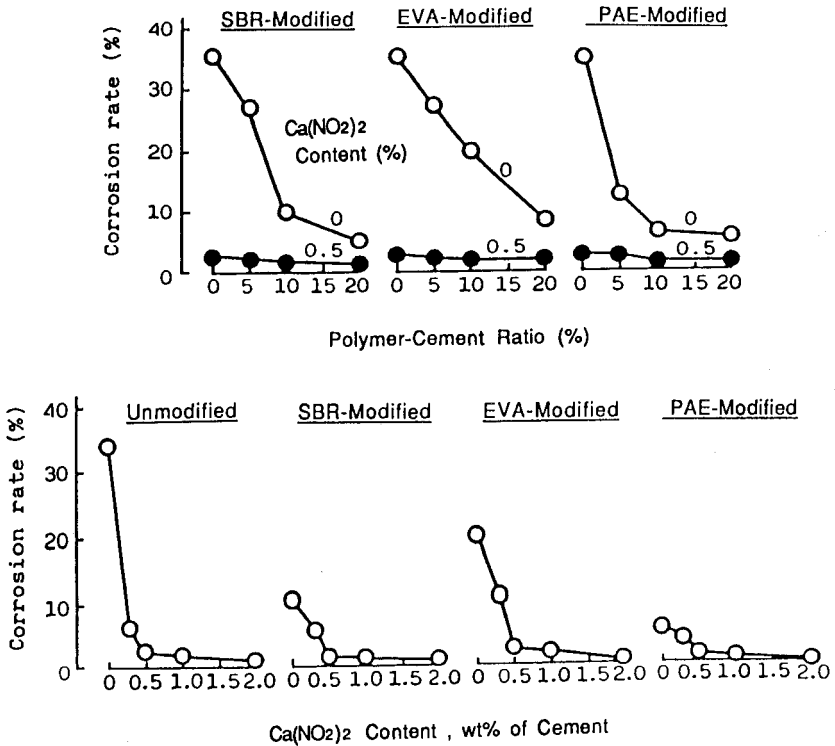 SBR-Modified EVA-Modified PAE-Modified
Corrosion rate (%)
40
30
20
10
0
Ca(NO2)2
Content (%)
0
0.5
0
0.5
0
0.5
0 5 10 15 20
0 5 10 15 20
0 5 10 15 20
Polymer-Cement Ratio (%)
Unmodified SBR-Modified EVA-Modified PAE-Modified
Corrosion rate (%)
40
30
20
10
0
0 0.5 1.0 1.5 2.0
0 0.5 1.0 1.5 2.0
0 0.5 1.0 1.5 2.0
0 0.5 1.0 1.5 2.0
Ca(NO2)2 Content , wt% of Cement